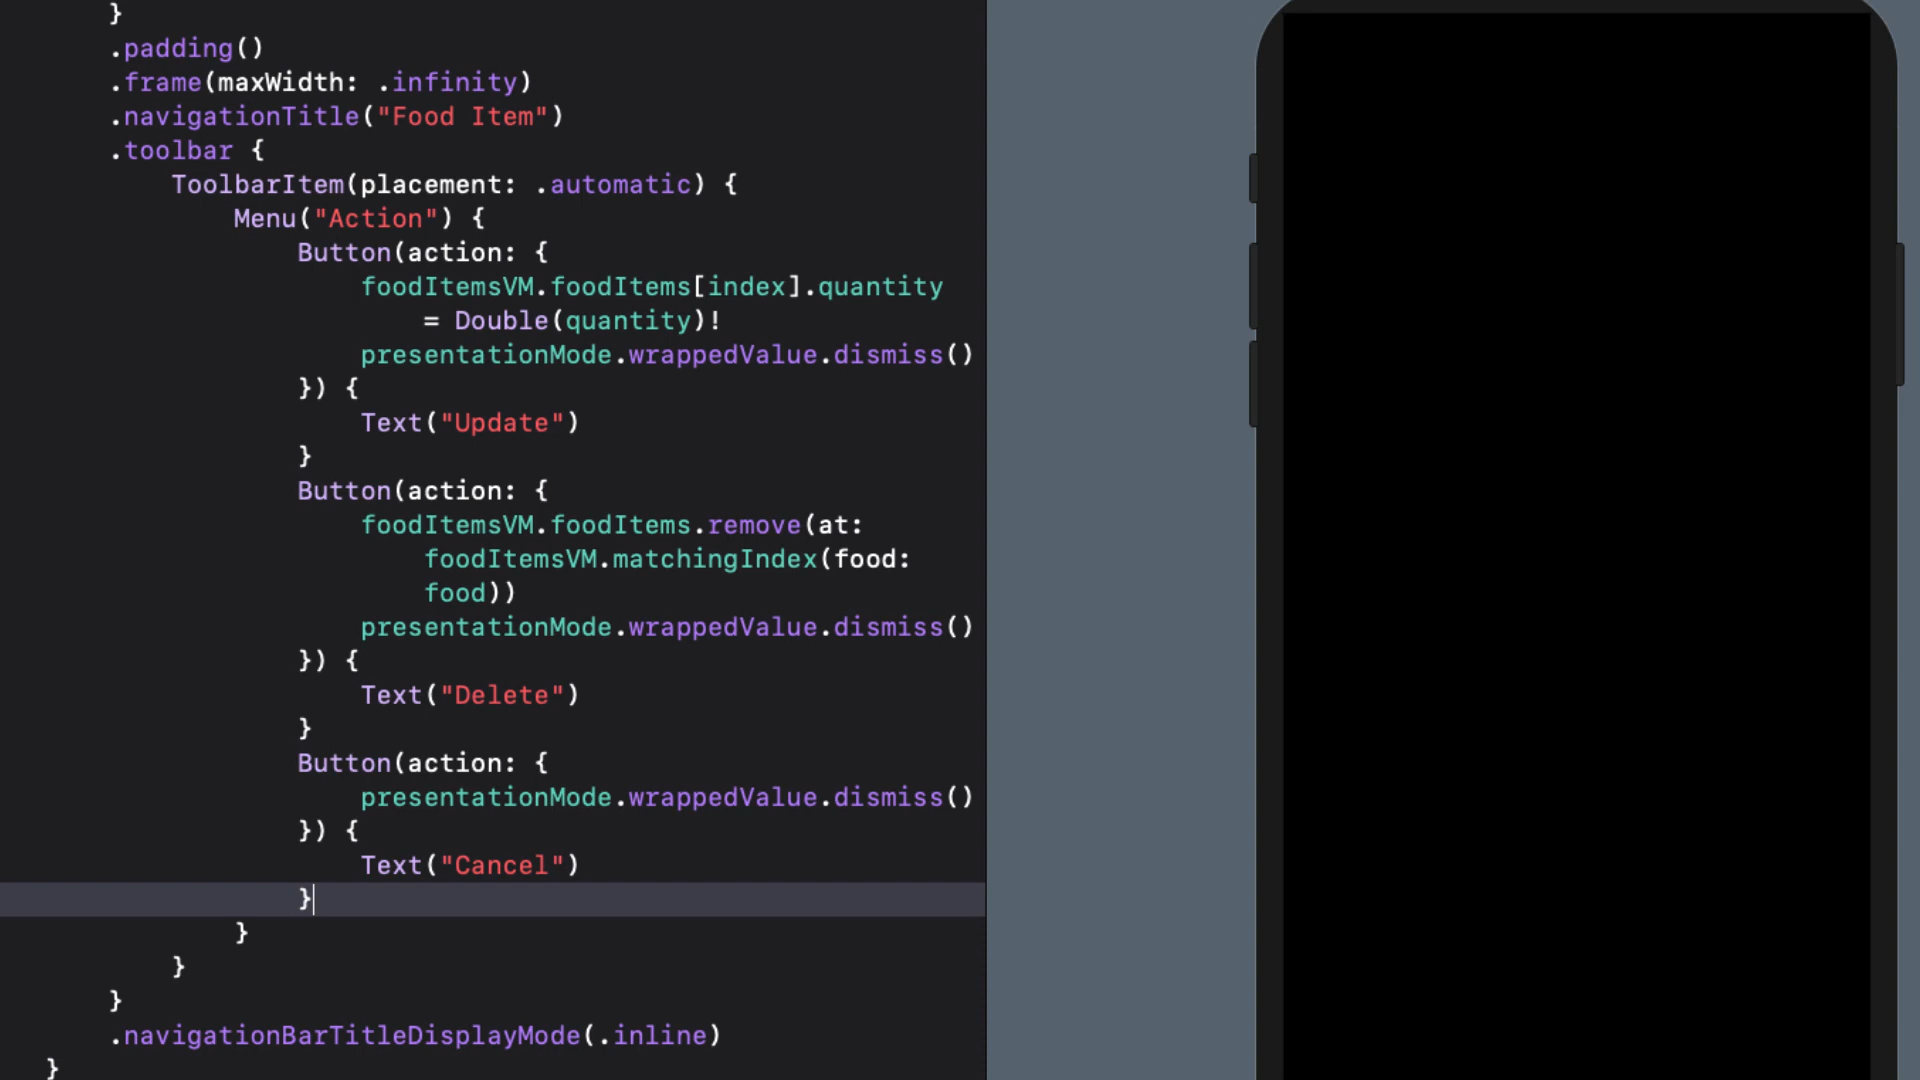 }
.padding()
.frame(maxWidth: .infinity)
.navigationTitle("Food Item")
.toolbar {
ToolbarItem(placement: .automatic) {
Menu("Action") {
Button(action: {
foodItemsVM.foodItems[index].quantity
= Double(quantity)!
presentationMode.wrappedValue.dismiss()
}) {
Text("Update")
}
Button(action: {
foodItemsVM.foodItems.remove(at:
foodItemsVM.matchingIndex(food:
food))
presentationMode.wrappedValue.dismiss()
}) {
Text("Delete")
}
Button(action: {
presentationMode.wrappedValue.dismiss()
}) {
Text("Cancel")
}
}
}
}
.navigationBarTitleDisplayMode(.inline)
}